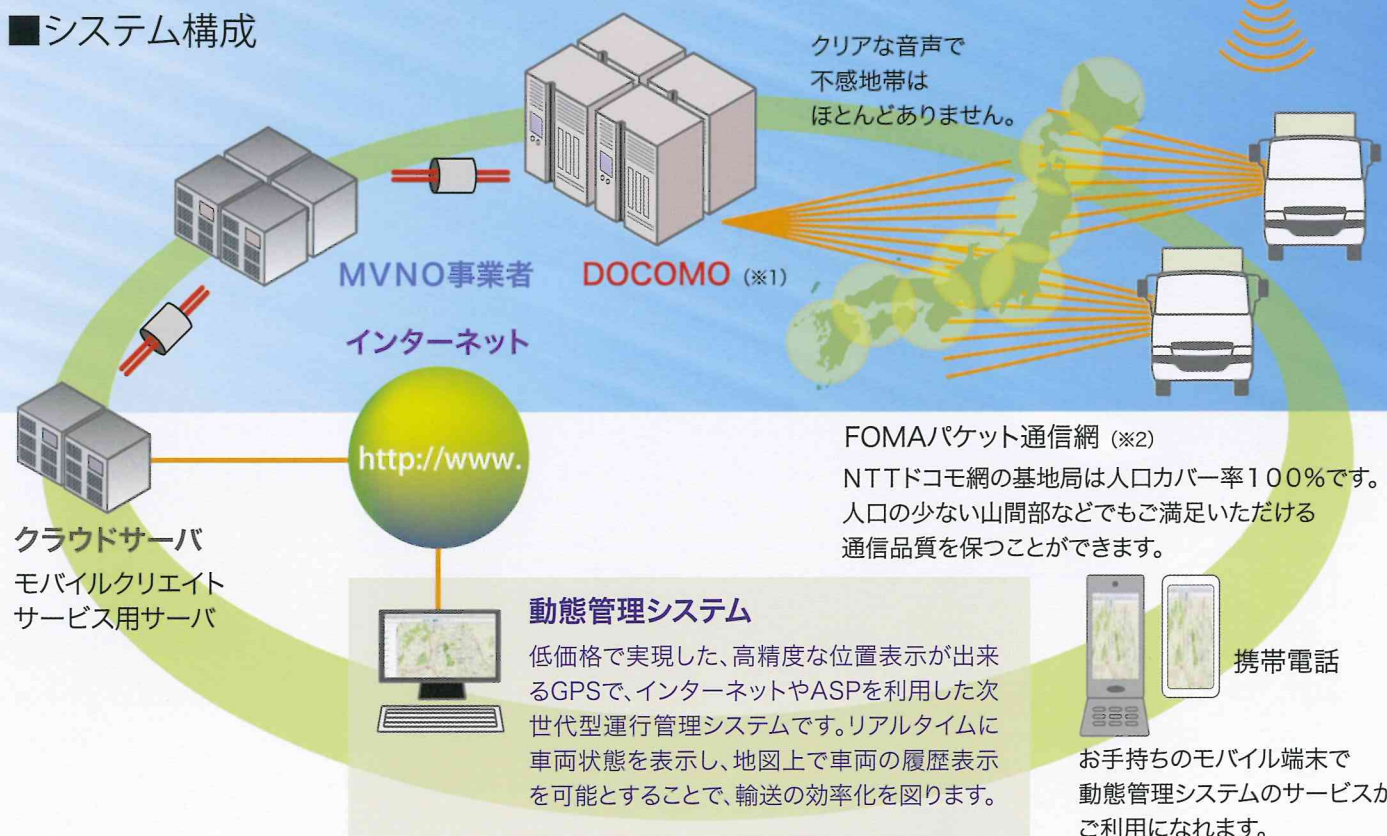 ■システム構成
クリアな音声で
不感地帯は
ほとんどありません。
MVNO事業者
DOCOMO (※1)
インターネット
http://www.
FOMAパケット通信網 (※2)
NTTドコモ網の基地局は人口カバー率100%です。
人口の少ない山間部などでもご満足いただける
通信品質を保つことができます。
クラウドサーバ
モバイルクリエイト
サービス用サーバ
動態管理システム
低価格で実現した、高精度な位置表示が出来
るGPSで、インターネットやASPを利用した次
世代型運行管理システムです。リアルタイムに
車両状態を表示し、地図上で車両の履歴表示
を可能とすることで、輸送の効率化を図ります。
携帯電話
お手持ちのモバイル端末で
動態管理システムのサービスが
ご利用になれます。